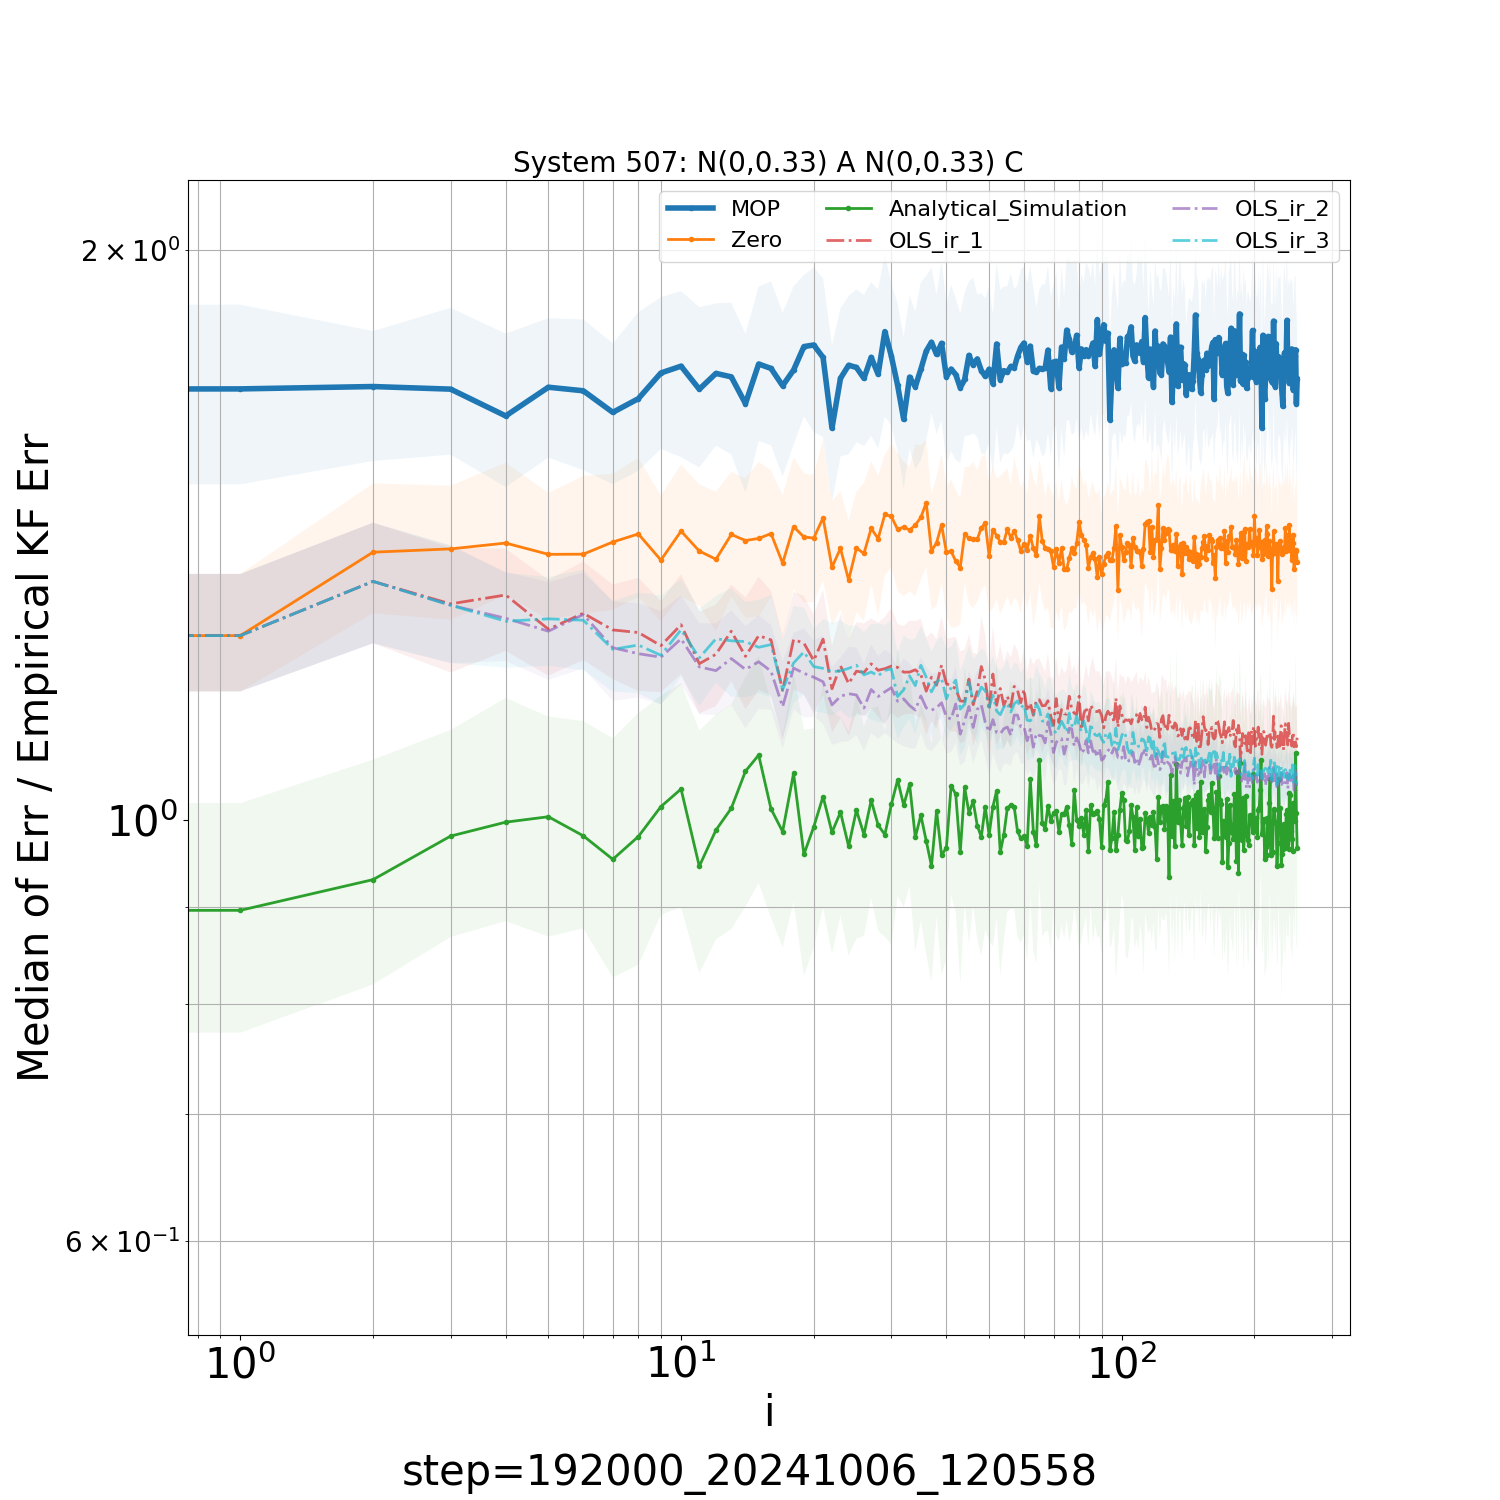 System 507: N(0,0.33) A N(0,0.33) C
MOP
Zero
Analytical_Simulation
OLS_ir_1
OLS_ir_2
OLS_ir_3
2 × 10⁰
10⁰
6 × 10⁻¹
Median of Err / Empirical KF Err
10⁰ 10¹ 10²
i
step=192000_20241006_120558